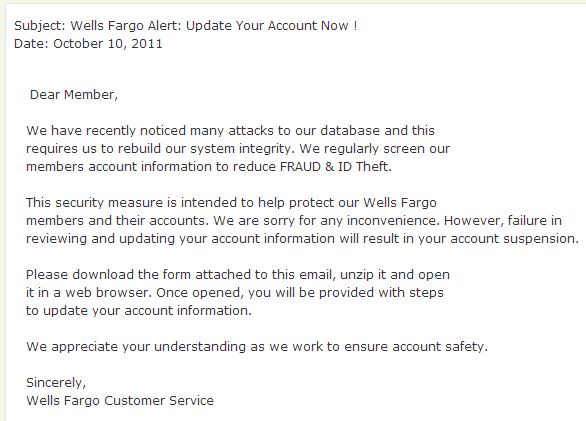 Subject: Wells Fargo Alert: Update Your Account Now !
Date: October 10, 2011
Dear Member,
We have recently noticed many attacks to our database and this
requires us to rebuild our system integrity. We regularly screen our
members account information to reduce FRAUD & ID Theft.
This security measure is intended to help protect our Wells Fargo
members and their accounts. We are sorry for any inconvenience. However, failure in
reviewing and updating your account information will result in your account suspension.
Please download the form attached to this email, unzip it and open
it in a web browser. Once opened, you will be provided with steps
to update your account information.
We appreciate your understanding as we work to ensure account safety.
Sincerely,
Wells Fargo Customer Service